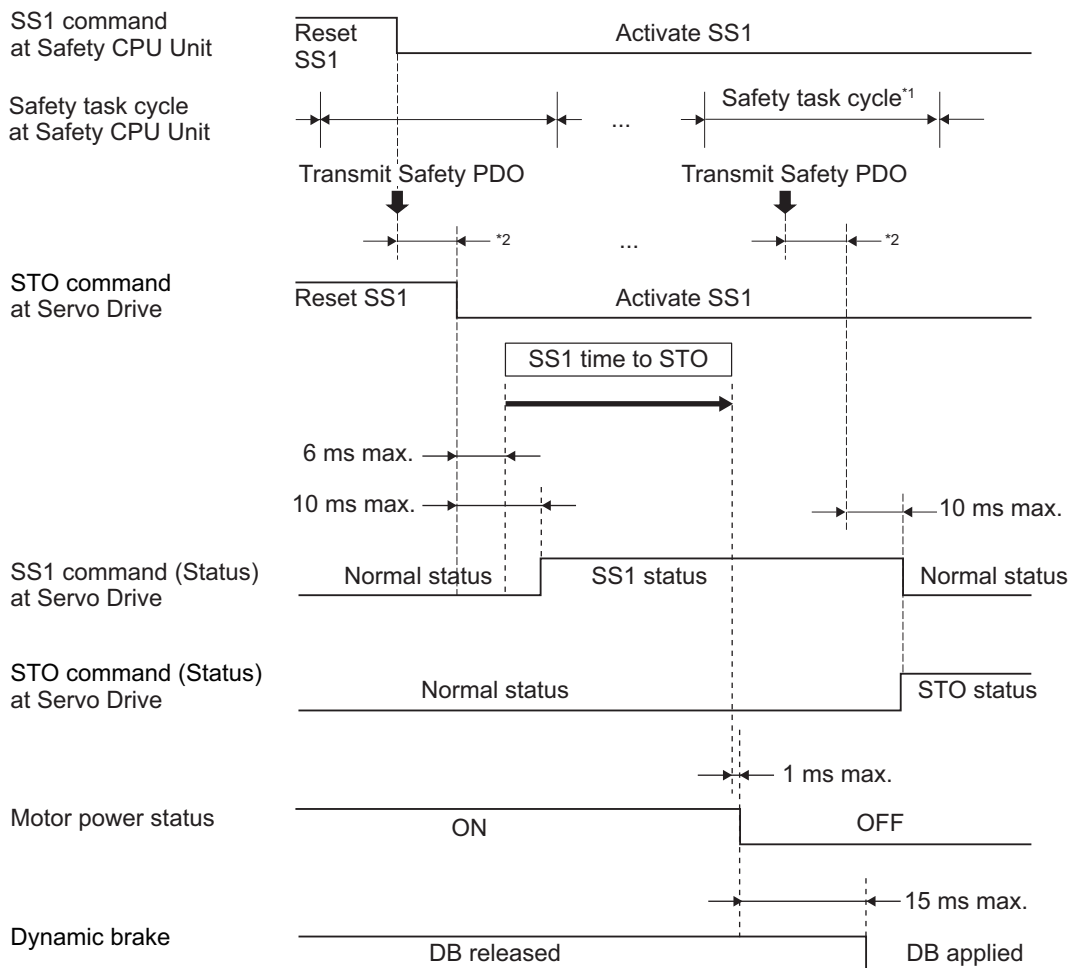 SS1 command
at Safety CPU Unit
Reset
SS1
Activate SS1
Safety task cycle
at Safety CPU Unit
...
Safety task cycle*1
Transmit Safety PDO
Transmit Safety PDO
*2
...
*2
STO command
at Servo Drive
Reset SS1
Activate SS1
SS1 time to STO
6 ms max.
10 ms max.
10 ms max.
SS1 command (Status)
at Servo Drive
Normal status
SS1 status
Normal status
STO command (Status)
at Servo Drive
Normal status
STO status
1 ms max.
Motor power status
ON
OFF
15 ms max.
Dynamic brake
DB released
DB applied